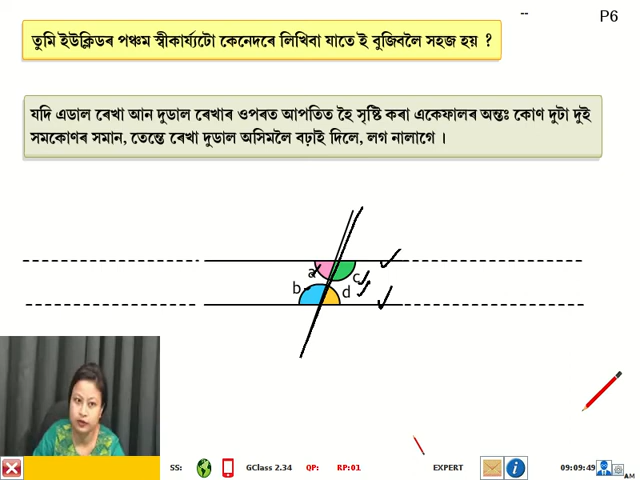 --
P6
তুমি ইউক্লিডৰ পঞ্চম স্বীকাৰ্য্যটো কেনেদৰে লিখিবা যাতে ই বুজিবলৈ সহজ হয় ?
যদি এডাল ৰেখা আন দুডাল ৰেখাৰ ওপৰত আপতিত হৈ সৃষ্টি কৰা একেফালৰ অন্তঃ কোণ দুটা দুই
সমকোণৰ সমান, তেন্তে ৰেখা দুডাল অসিমলৈ বঢ়াই দিলে, লগ নালাগে ।
a
c
b
d
SS: GClass 2.34 QP: RP:01 EXPERT 09:09:49 AM